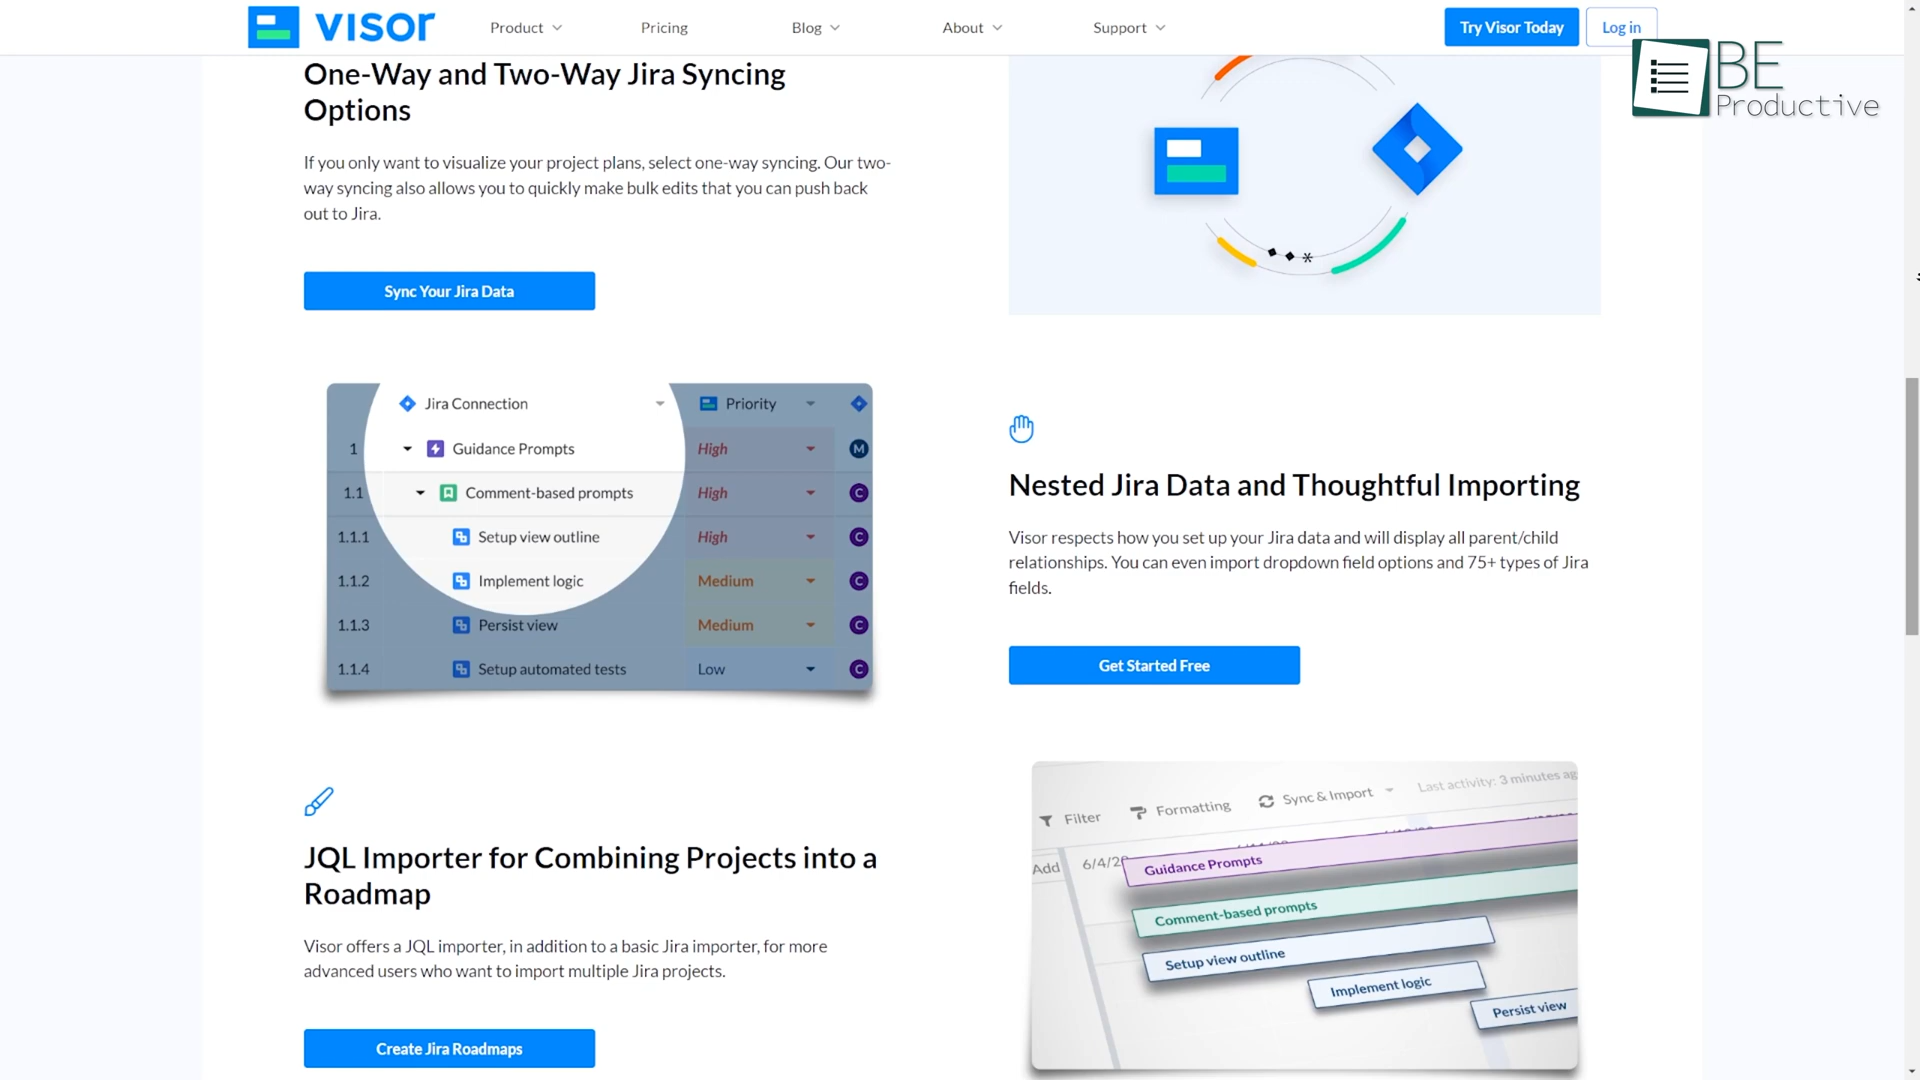 VISOR
Product
Pricing
Blog
About
Support
Try Visor Today
Log in
BE
Productive
One-Way and Two-Way Jira Syncing
Options
If you only want to visualize your project plans, select one-way syncing. Our two-
way syncing also allows you to quickly make bulk edits that you can push back
out to Jira.
Sync Your Jira Data
Jira Connection Priority
1 Guidance Prompts High M
1.1 Comment-based prompts High C
1.1.1 Setup view outline High C
1.1.2 Implement logic Medium C
1.1.3 Persist view Medium C
1.1.4 Setup automated tests Low C
Nested Jira Data and Thoughtful Importing
Visor respects how you set up your Jira data and will display all parent/child
relationships. You can even import dropdown field options and 75+ types of Jira
fields.
Get Started Free
JQL Importer for Combining Projects into a
Roadmap
Visor offers a JQL importer, in addition to a basic Jira importer, for more
advanced users who want to import multiple Jira projects.
Create Jira Roadmaps
Filter Formatting Sync & Import Last activity: 3 minutes ag
Add 6/4/2
Guidance Prompts
Comment-based prompts
Setup view outline
Implement logic
Persist view